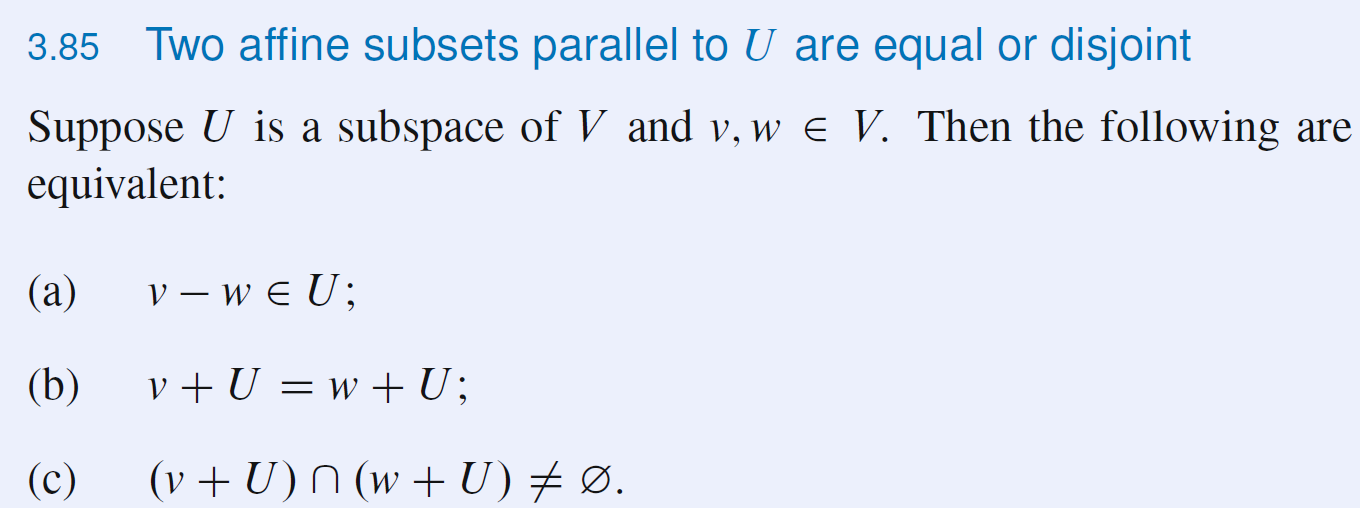 3.85 Two affine subsets parallel to U are equal or disjoint
Suppose U is a subspace of V and v, w ∈ V. Then the following are
equivalent:
(a) v − w ∈ U;
(b) v + U = w + U;
(c) (v + U) ∩ (w + U) ≠ ∅.